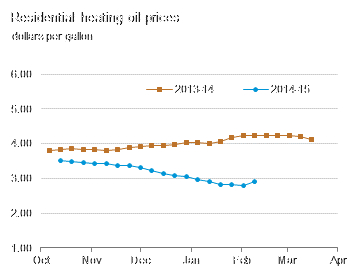 Residential heating oil prices
dollars per gallon
6.00
2013-14 2014-15
5.00
4.00
3.00
2.00
1.00
Oct Nov Dec Jan Feb Mar Apr